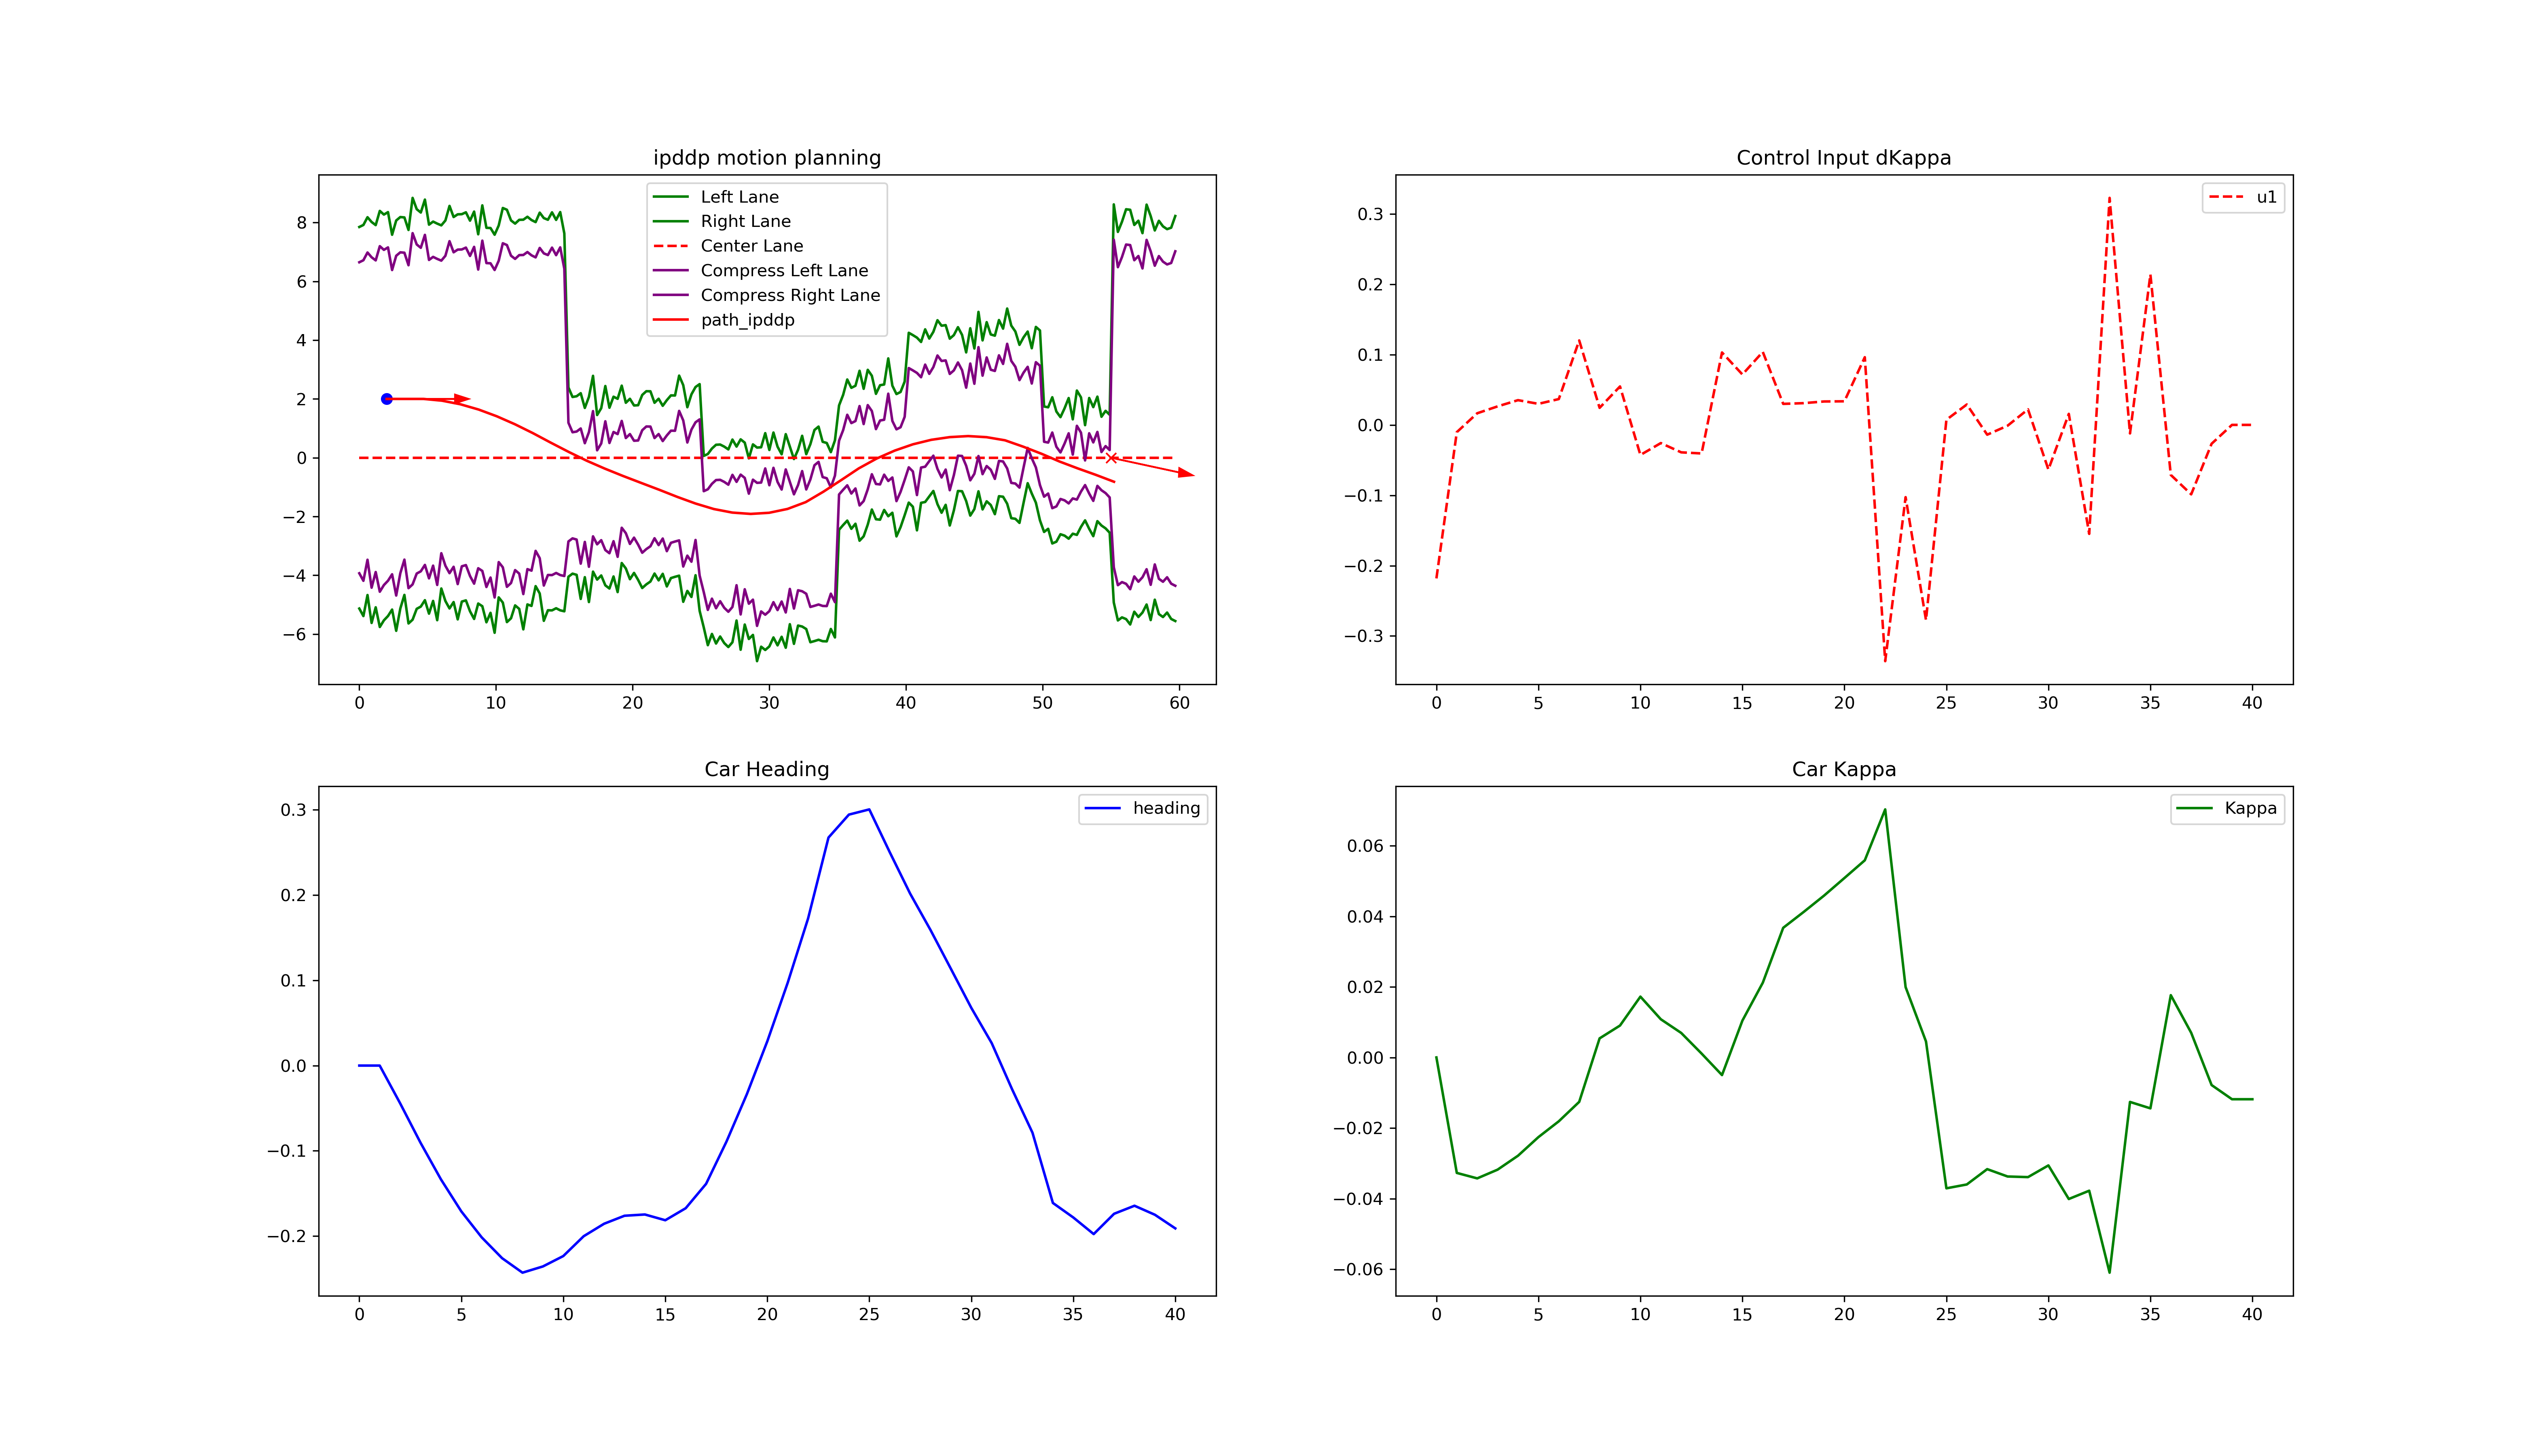 ipddp motion planning
Left Lane
Right Lane
Center Lane
Compress Left Lane
Compress Right Lane
path_ipddp
8
6
4
2
0
−2
−4
−6
0 10 20 30 40 50 60
Control Input dKappa
u1
0.3
0.2
0.1
0.0
−0.1
−0.2
−0.3
0 5 10 15 20 25 30 35 40
Car Heading
heading
0.3
0.2
0.1
0.0
−0.1
−0.2
0 5 10 15 20 25 30 35 40
Car Kappa
Kappa
0.06
0.04
0.02
0.00
−0.02
−0.04
−0.06
0 5 10 15 20 25 30 35 40